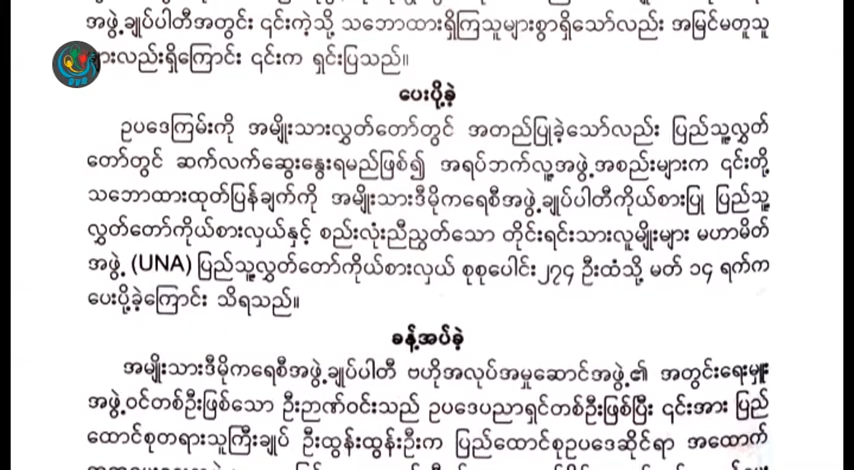 အဖွဲ့ချုပ်ပါတီအတွင်း ၎င်းကဲ့သို့ သဘောထားရှိကြသူများစွာရှိသော်လည်း အမြင်မတူသူ
များလည်းရှိကြောင်း ၎င်းက ရှင်းပြသည်။
ပေးပို့ခဲ့
ဥပဒေကြမ်းကို အမျိုးသားလွှတ်တော်တွင် အတည်ပြုခဲ့သော်လည်း ပြည်သူ့လွှတ်
တော်တွင် ဆက်လက်ဆွေးနွေးရမည်ဖြစ်၍ အရပ်ဘက်လူ့အဖွဲ့အစည်းများက ၎င်းတို့
သဘောထားထုတ်ပြန်ချက်ကို အမျိုးသားဒီမိုကရေစီအဖွဲ့ချုပ်ပါတီကိုယ်စားပြု ပြည်သူ့
လွှတ်တော်ကိုယ်စားလှယ်နှင့် စည်းလုံးညီညွတ်သော တိုင်းရင်းသားလူမျိုးများ မဟာမိတ်
အဖွဲ့ (UNA) ပြည်သူ့လွှတ်တော်ကိုယ်စားလှယ် စုစုပေါင်း၂၇၄ ဦးထံသို့ မတ် ၁၄ ရက်က
ပေးပို့ခဲ့ကြောင်း သိရသည်။
ခန့်အပ်ခဲ့
အမျိုးသားဒီမိုကရေစီအဖွဲ့ချုပ်ပါတီ ဗဟိုအလုပ်အမှုဆောင်အဖွဲ့၏ အတွင်းရေးမှူး
အဖွဲ့ဝင်တစ်ဦးဖြစ်သော ဦးဉာဏ်ဝင်းသည် ဥပဒေပညာရှင်တစ်ဦးဖြစ်ပြီး ၎င်းအား ပြည်
ထောင်စုတရားသူကြီးချုပ် ဦးထွန်းထွန်းဦးက ပြည်ထောင်စုဥပဒေဆိုင်ရာ အထောက်